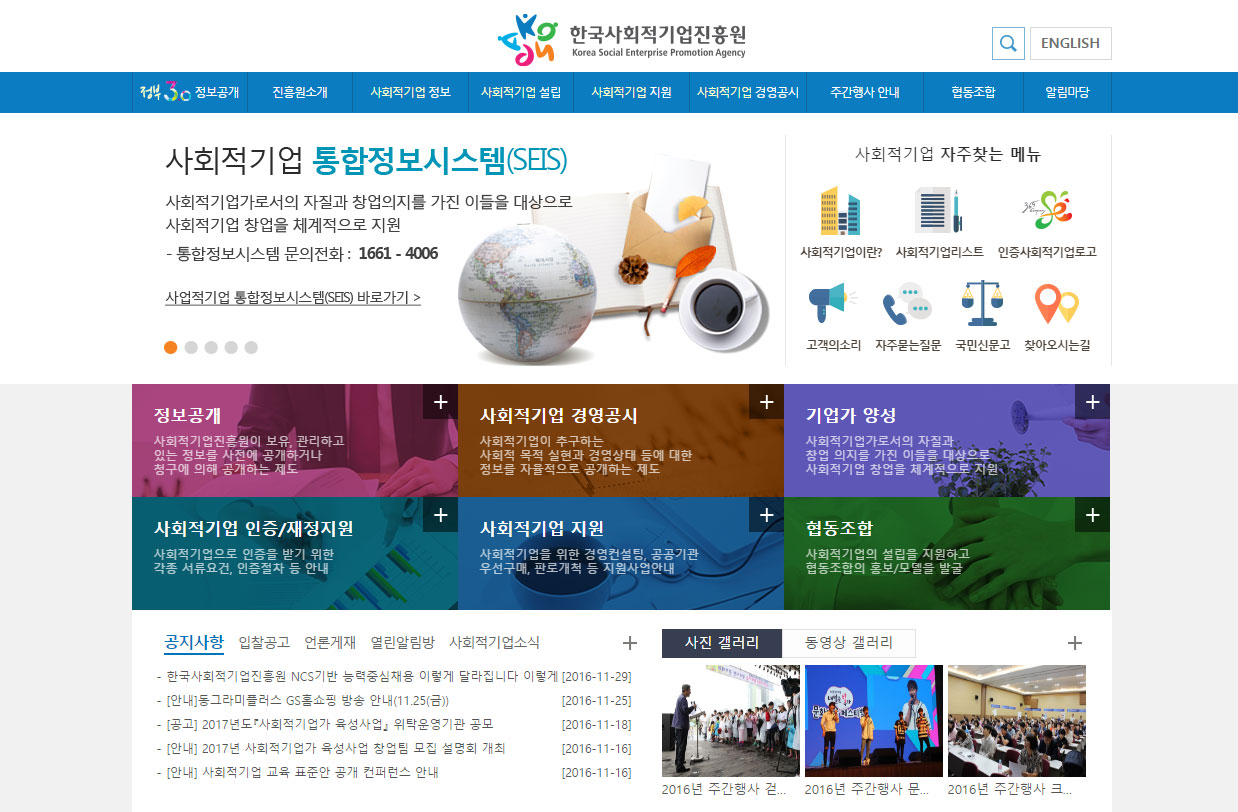 한국사회적기업진흥원
Korea Social Enterprise Promotion Agency
ENGLISH
정부3.0 정보공개
진흥원소개
사회적기업 정보
사회적기업 설립
사회적기업 지원
사회적기업 경영공시
주간행사 안내
협동조합
알림마당
사회적기업 통합정보시스템(SEIS)
사회적기업가로서의 자질과 창업의지를 가진 이들을 대상으로
사회적기업 창업을 체계적으로 지원
- 통합정보시스템 문의전화 : 1661 - 4006
사업적기업 통합정보시스템(SEIS) 바로가기 >
사회적기업 자주찾는 메뉴
사회적기업이란?
사회적기업리스트
인증사회적기업로고
고객의소리
자주묻는질문
국민신문고
찾아오시는길
정보공개
사회적기업진흥원이 보유, 관리하고
있는 정보를 사전에 공개하거나
청구에 의해 공개하는 제도
사회적기업 경영공시
사회적기업이 추구하는
사회적 목적 실현과 경영상태 등에 대한
정보를 자율적으로 공개하는 제도
기업가 양성
사회적기업가로서의 자질과
창업 의지를 가진 이들을 대상으로
사회적기업 창업을 체계적으로 지원
사회적기업 인증/재정지원
사회적기업으로 인증을 받기 위한
각종 서류요건, 인증절차 등 안내
사회적기업 지원
사회적기업을 위한 경영컨설팅, 공공기관
우선구매, 판로개척 등 지원사업안내
협동조합
사회적기업의 설립을 지원하고
협동조합의 홍보/모델을 발굴
공지사항 입찰공고 언론게재 열린알림방 사회적기업소식
- 한국사회적기업진흥원 NCS기반 능력중심채용 이렇게 달라집니다 이렇게 [2016-11-29]
- [안내]동그라미플러스 GS홈쇼핑 방송 안내(11.25(금)) [2016-11-25]
- [공고] 2017년도『사회적기업가 육성사업』 위탁운영기관 공모 [2016-11-18]
- [안내] 2017년 사회적기업가 육성사업 창업팀 모집 설명회 개최 [2016-11-16]
- [안내] 사회적기업 교육 표준안 공개 컨퍼런스 안내 [2016-11-16]
사진 갤러리 동영상 갤러리
2016년 주간행사 걷...
2016년 주간행사 문...
2016년 주간행사 크...